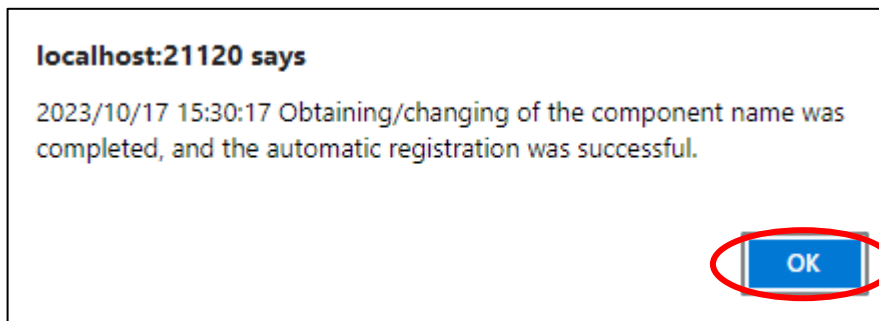 localhost:21120 says
2023/10/17 15:30:17 Obtaining/changing of the component name was
completed, and the automatic registration was successful.
OK